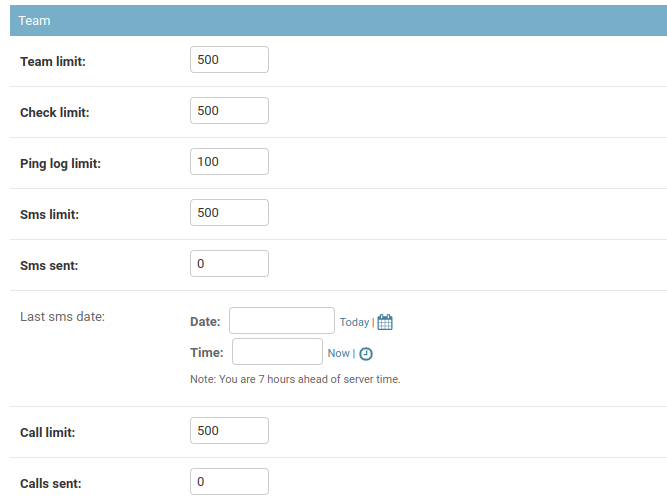 Team
Team limit: 500
Check limit: 500
Ping log limit: 100
Sms limit: 500
Sms sent: 0
Last sms date: Date: Today |
Time: Now |
Note: You are 7 hours ahead of server time.
Call limit: 500
Calls sent: 0